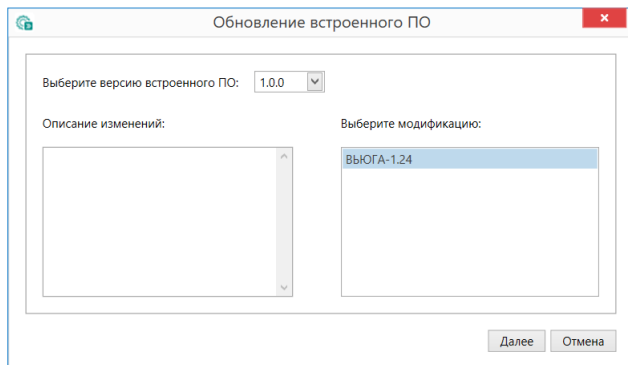 Обновление встроенного ПО
Выберите версию встроенного ПО: 1.0.0
Описание изменений: Выберите модификацию:
ВЬЮГА-1.24
Далее Отмена